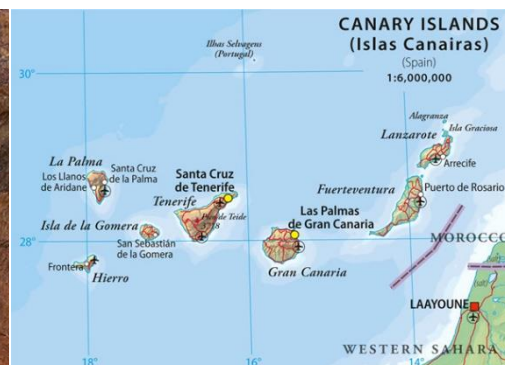 CANARY ISLANDS
(Islas Canairas)
(Spain)
1:6,000,000
Ilhas Selvagens
(Portugal)
30°
Alagranza
Isla Graciosa
Lanzarote
Arrecife
La Palma
Los Llanos
de Aridane
Santa Cruz
de la Palma
Santa Cruz
de Tenerife
Tenerife
Pico de Teide
3718
Fuerteventura
Puerto de Rosario
Isla de la Gomera
San Sebastián
de la Gomera
Las Palmas
de Gran Canaria
Gran Canaria
28°
28
Frontera
Hierro
MOROCCO
LAAYOUNE
WESTERN SAHARA
18°
16°
14°